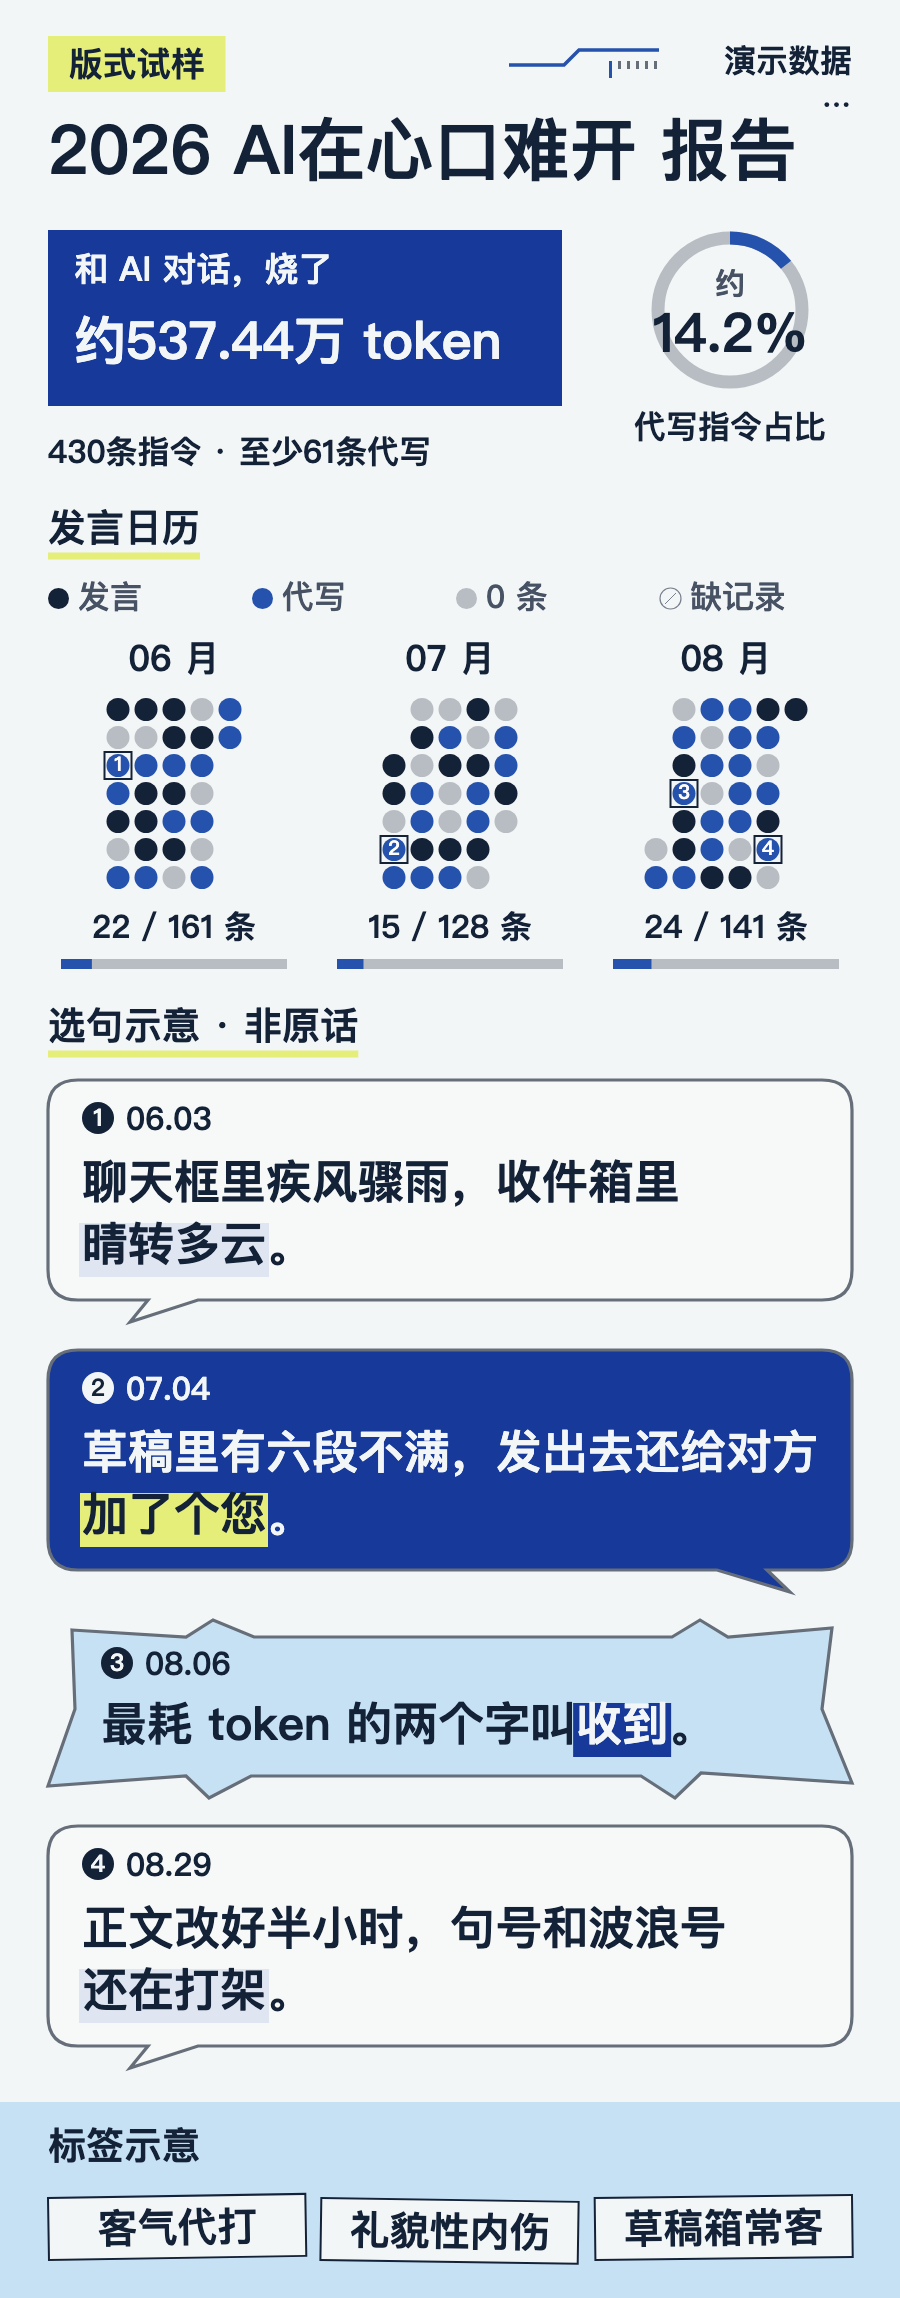 版式试样
演示数据
...
2026 AI在心口难开 报告
和 AI 对话，烧了
约537.44万 token
约
14.2%
代写指令占比
430条指令 · 至少61条代写
发言日历
发言 代写 0 条 缺记录
06 月 07 月 08 月
1
3
2 4
22 / 161 条 15 / 128 条 24 / 141 条
选句示意 · 非原话
1 06.03
聊天框里疾风骤雨，收件箱里
晴转多云。
2 07.04
草稿里有六段不满，发出去还给对方
加了个您。
3 08.06
最耗 token 的两个字叫收到。
4 08.29
正文改好半小时，句号和波浪号
还在打架。
标签示意
客气代打 礼貌性内伤 草稿箱常客